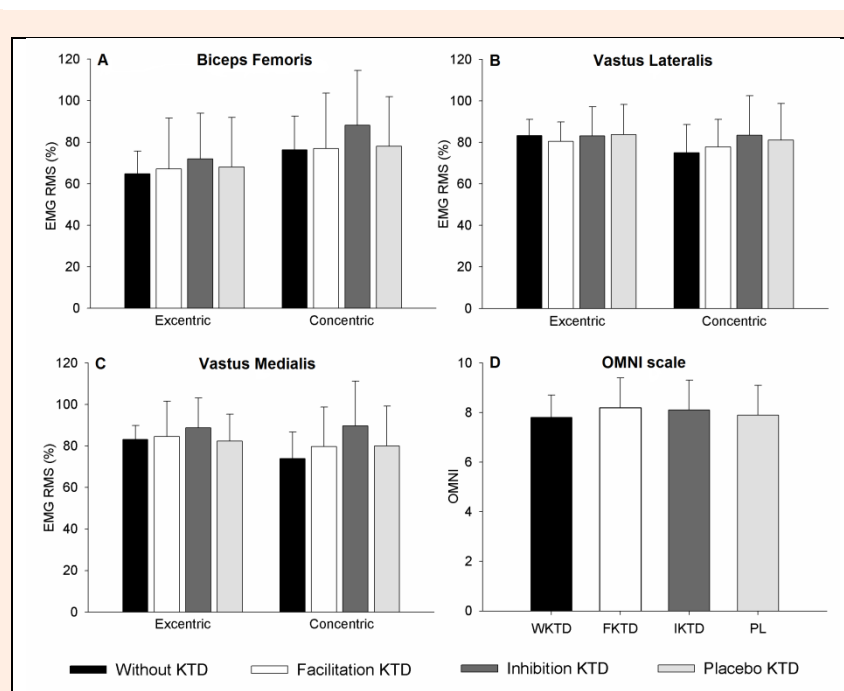 A Biceps Femoris
120
100
80
60
40
20
0
EMG RMS (%)
Excentric Concentric
B Vastus Lateralis
120
100
80
60
40
20
0
EMG RMS (%)
Excentric Concentric
C Vastus Medialis
120
100
80
60
40
20
0
EMG RMS (%)
Excentric Concentric
D OMNI scale
10
8
6
4
2
0
OMNI
WKTD FKTD IKTD PL
Without KTD Facilitation KTD Inhibition KTD Placebo KTD